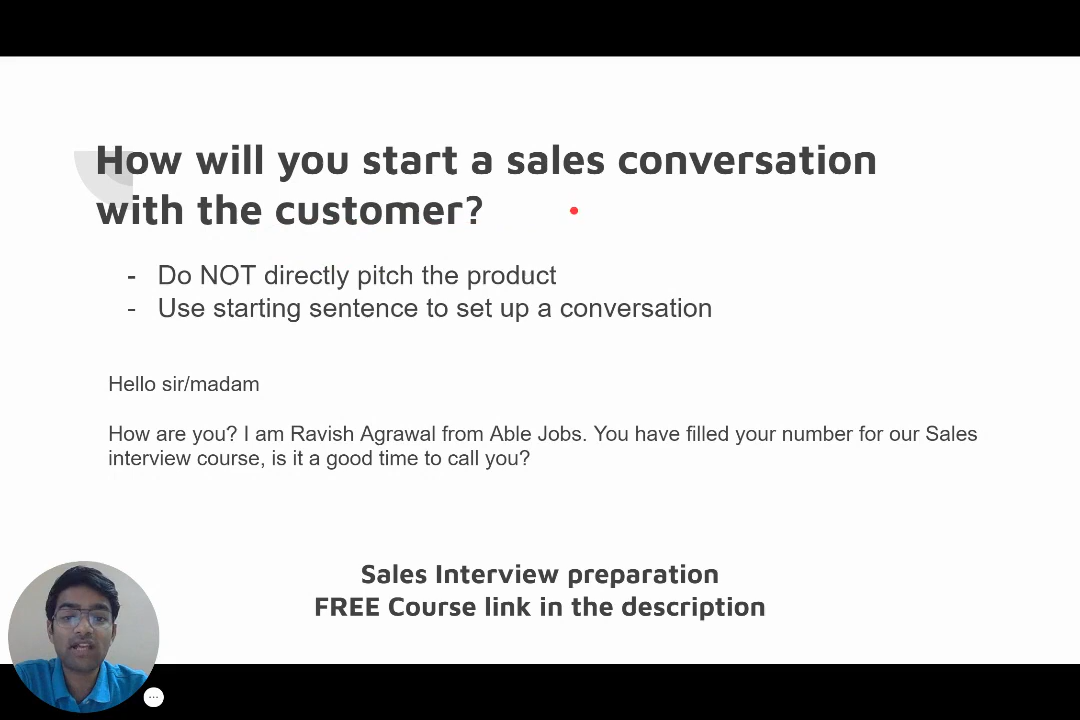 How will you start a sales conversation
with the customer?
- Do NOT directly pitch the product
- Use starting sentence to set up a conversation
Hello sir/madam
How are you? I am Ravish Agrawal from Able Jobs. You have filled your number for our Sales
interview course, is it a good time to call you?
Sales Interview preparation
FREE Course link in the description